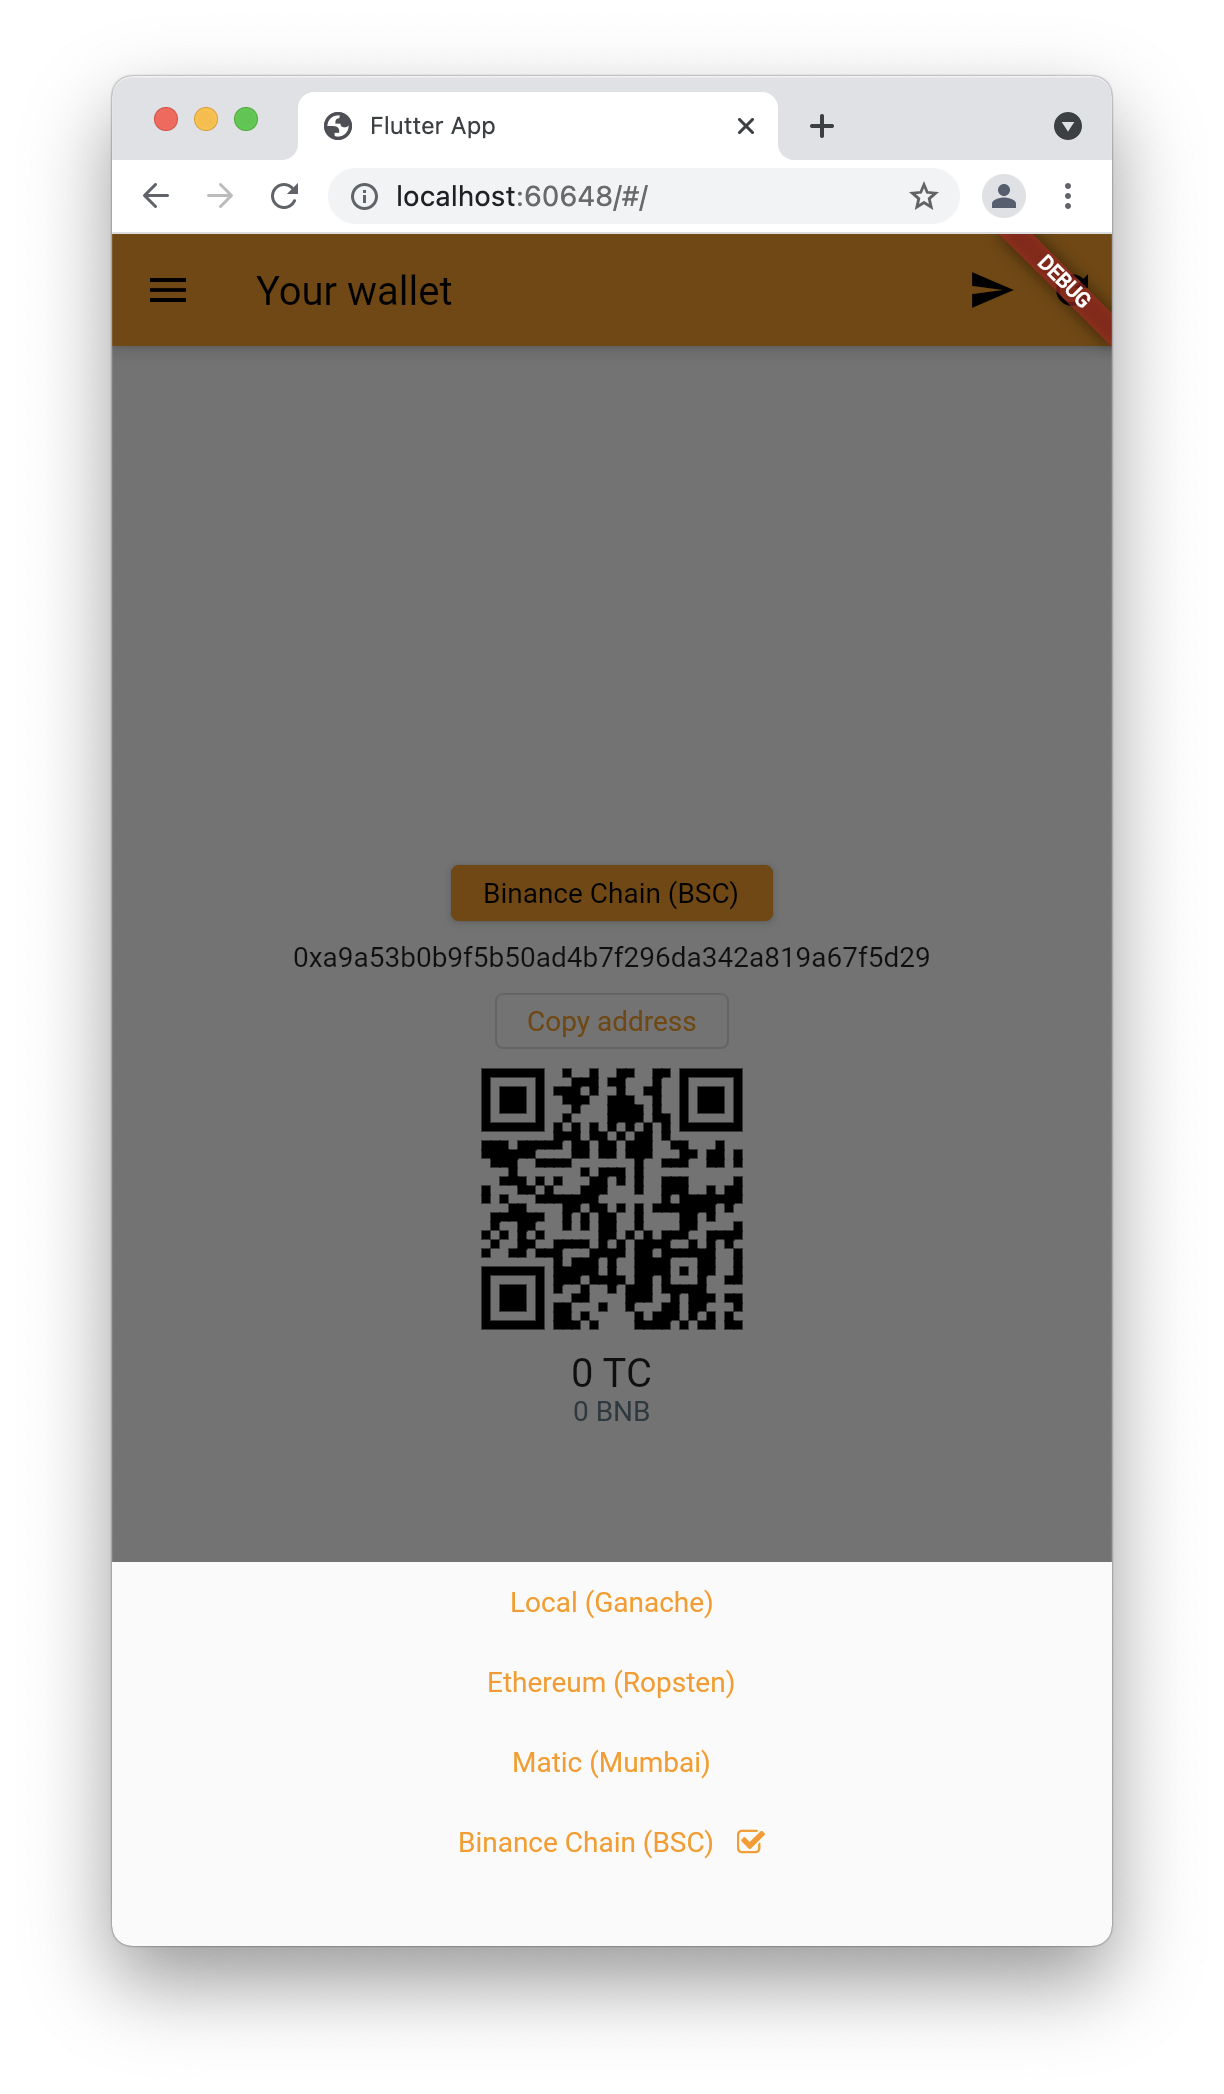 Flutter App
localhost:60648/#/
Your wallet
DEBUG
Binance Chain (BSC)
0xa9a53b0b9f5b50ad4b7f296da342a819a67f5d29
Copy address
0 TC
0 BNB
Local (Ganache)
Ethereum (Ropsten)
Matic (Mumbai)
Binance Chain (BSC)